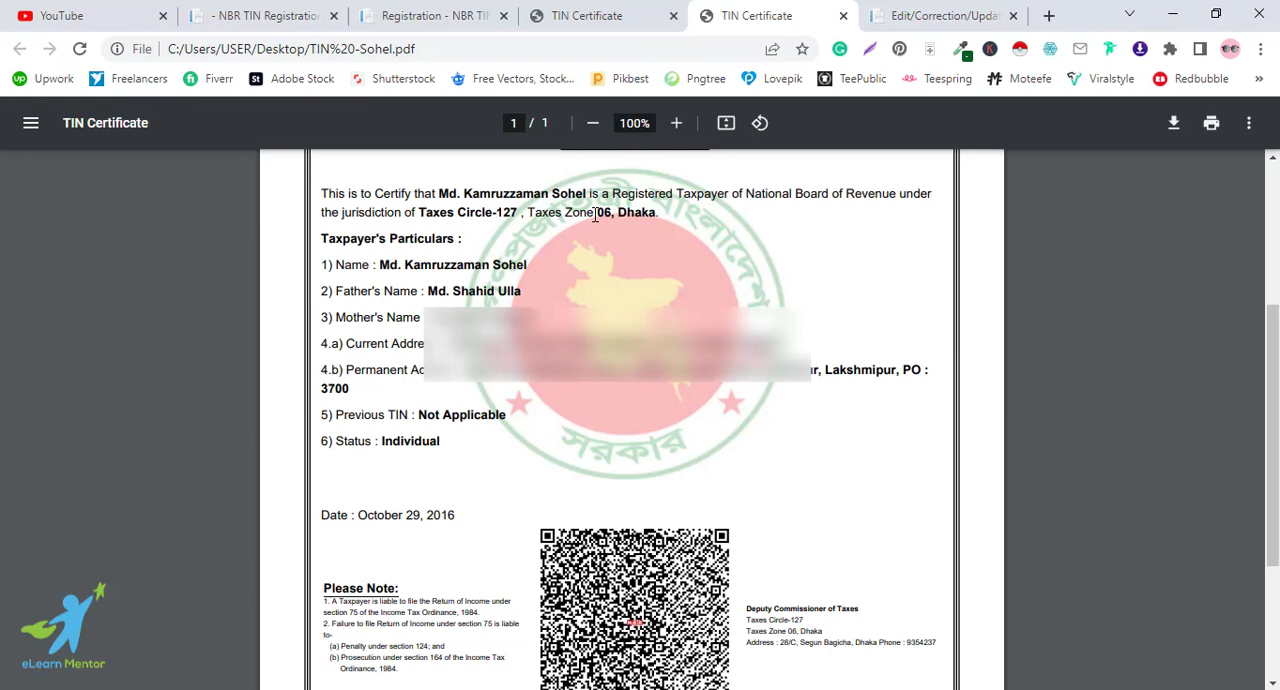 YouTube
- NBR TIN Registratio
Registration - NBR TIN
TIN Certificate
TIN Certificate
Edit/Correction/Upda
File C:/Users/USER/Desktop/TIN%20-Sohel.pdf
Upwork
Freelancers
Fiverr
Adobe Stock
Shutterstock
Free Vectors, Stock...
Pikbest
Pngtree
Lovepik
TeePublic
Teespring
Moteefe
Viralstyle
Redbubble
TIN Certificate
1 / 1
100%
This is to Certify that Md. Kamruzzaman Sohel is a Registered Taxpayer of National Board of Revenue under
the jurisdiction of Taxes Circle-127 , Taxes Zone 06, Dhaka.
Taxpayer's Particulars :
1) Name : Md. Kamruzzaman Sohel
2) Father's Name : Md. Shahid Ulla
3) Mother's Name
4.a) Current Addre
4.b) Permanent Ad r, Lakshmipur, PO :
3700
5) Previous TIN : Not Applicable
6) Status : Individual
গণপ্রজাতন্ত্রী বাংলাদেশ
সরকার
Date : October 29, 2016
Please Note:
1. A Taxpayer is liable to file the Return of Income under
section 75 of the Income Tax Ordinance, 1984.
2. Failure to file Return of Income under section 75 is liable
to-
(a) Penalty under section 124; and
(b) Prosecution under section 164 of the Income Tax
Ordinance, 1984.
Deputy Commissioner of Taxes
Taxes Circle-127
Taxes Zone 06, Dhaka
Address : 28/C, Segun Bagicha, Dhaka Phone : 9354237
eLearn Mentor